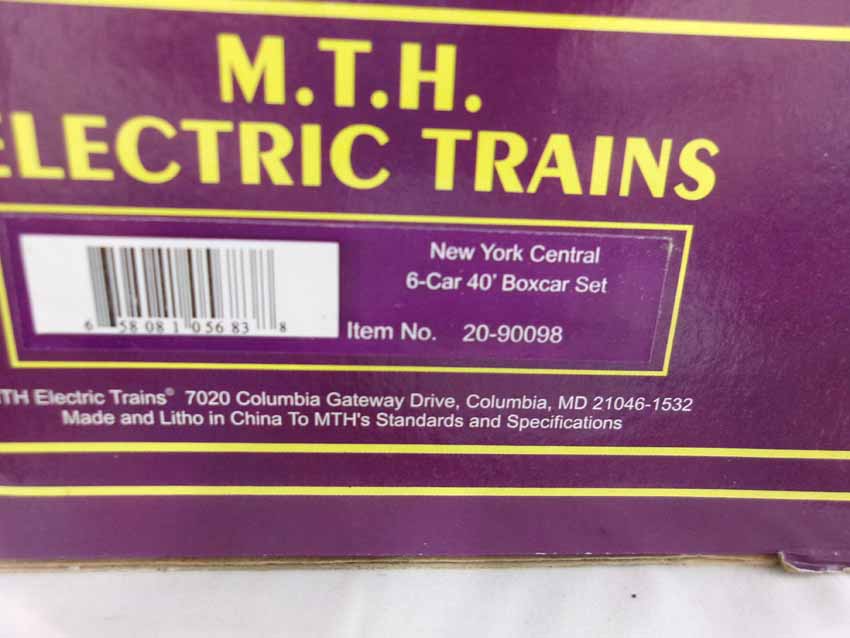 M.T.H.
ELECTRIC TRAINS
New York Central
6-Car 40' Boxcar Set
6 58081 05683 8
Item No. 20-90098
TH Electric Trains® 7020 Columbia Gateway Drive, Columbia, MD 21046-1532
Made and Litho in China To MTH's Standards and Specifications